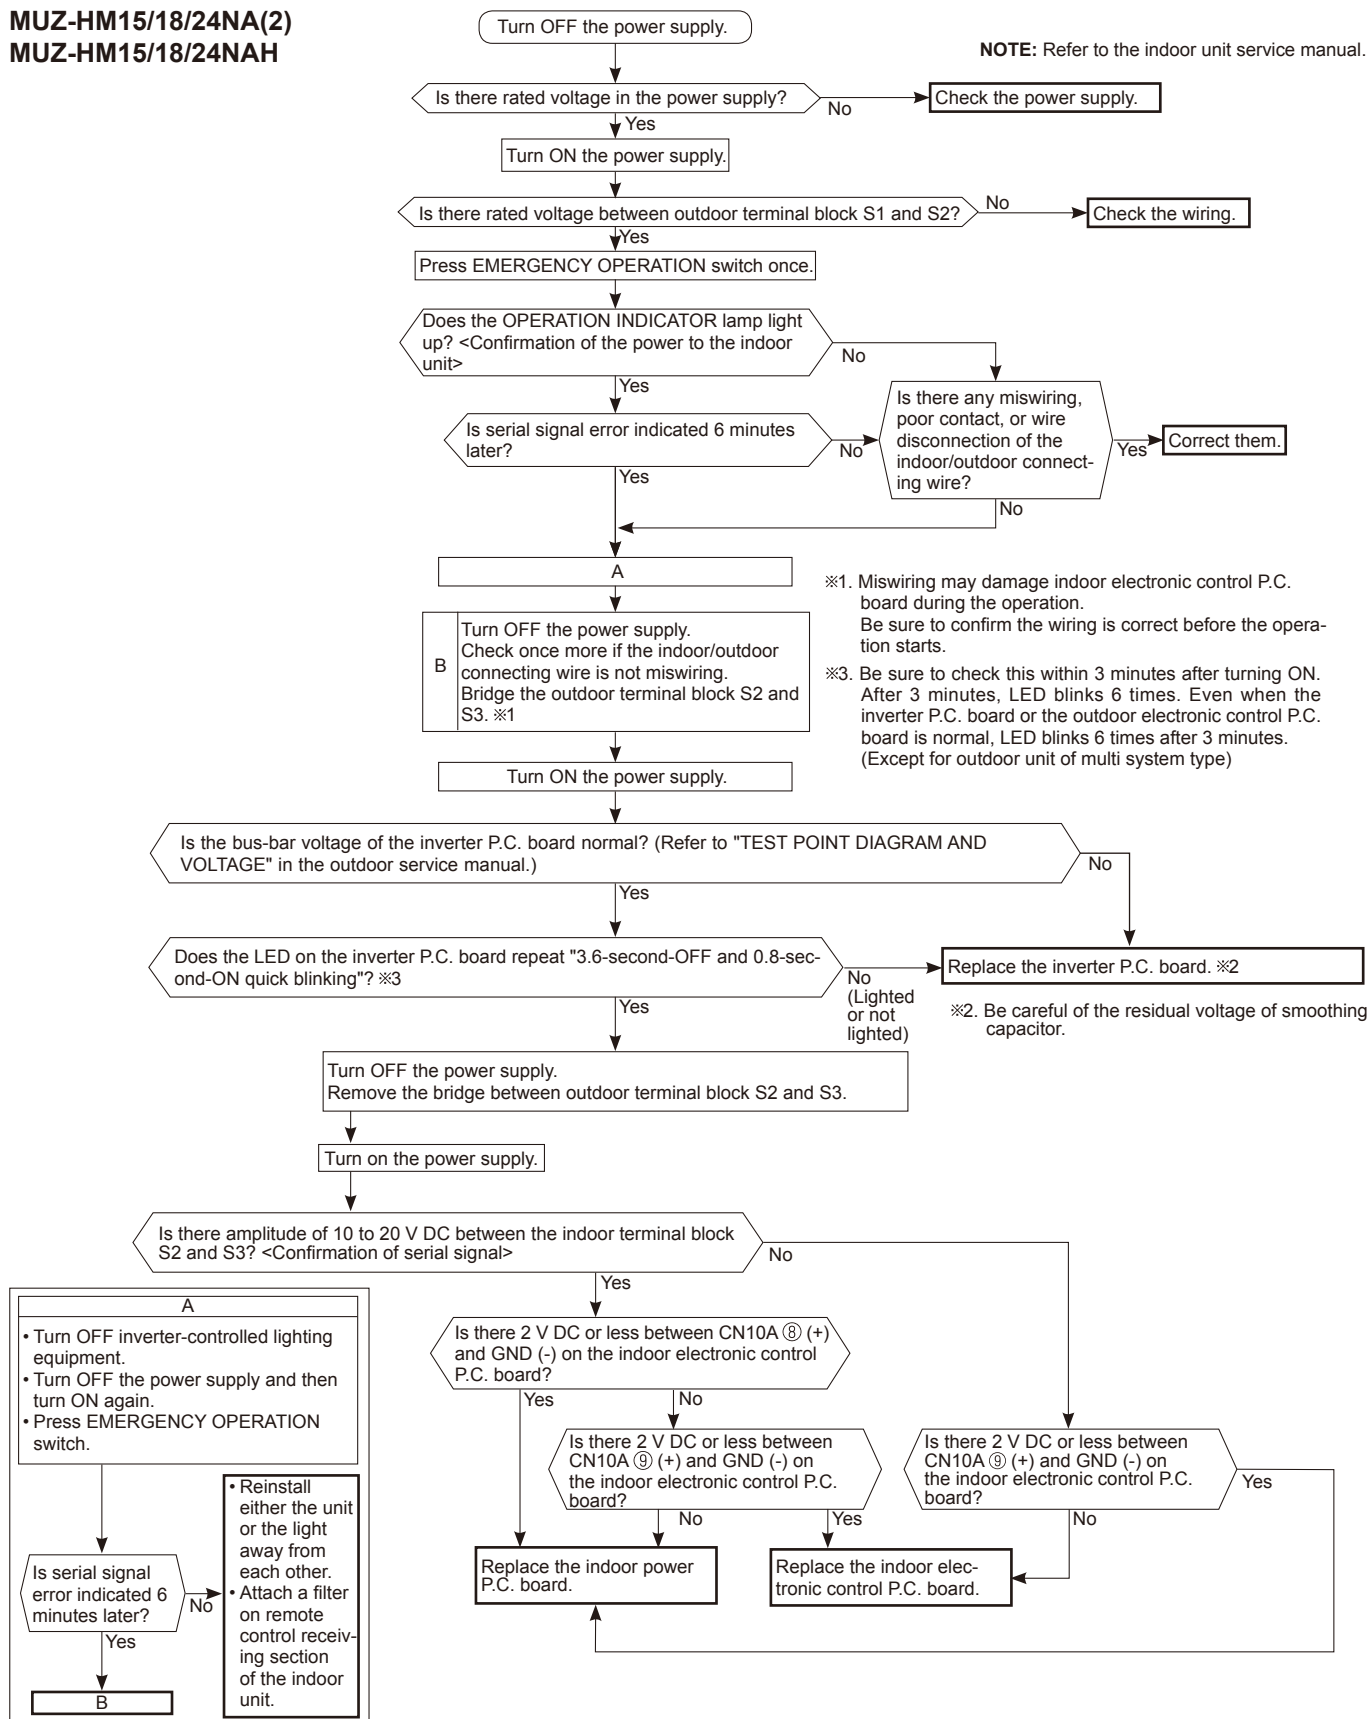 MUZ-HM15/18/24NA(2)
MUZ-HM15/18/24NAH
NOTE: Refer to the indoor unit service manual.
Turn OFF the power supply.
Is there rated voltage in the power supply?
No
Check the power supply.
Yes
Turn ON the power supply.
Is there rated voltage between outdoor terminal block S1 and S2?
No
Check the wiring.
Yes
Press EMERGENCY OPERATION switch once.
Does the OPERATION INDICATOR lamp light
up? <Confirmation of the power to the indoor
unit>
No
Yes
Is serial signal error indicated 6 minutes
later?
No
Yes
Is there any miswiring,
poor contact, or wire
disconnection of the
indoor/outdoor connect-
ing wire?
Yes
Correct them.
No
A
B
Turn OFF the power supply.
Check once more if the indoor/outdoor
connecting wire is not miswiring.
Bridge the outdoor terminal block S2 and
S3. ※1
※1. Miswiring may damage indoor electronic control P.C.
board during the operation.
Be sure to confirm the wiring is correct before the opera-
tion starts.
※3. Be sure to check this within 3 minutes after turning ON.
After 3 minutes, LED blinks 6 times. Even when the
inverter P.C. board or the outdoor electronic control P.C.
board is normal, LED blinks 6 times after 3 minutes.
(Except for outdoor unit of multi system type)
Turn ON the power supply.
Is the bus-bar voltage of the inverter P.C. board normal? (Refer to "TEST POINT DIAGRAM AND
VOLTAGE" in the outdoor service manual.)
No
Yes
Does the LED on the inverter P.C. board repeat "3.6-second-OFF and 0.8-sec-
ond-ON quick blinking"? ※3
No
(Lighted
or not
lighted)
Replace the inverter P.C. board. ※2
※2. Be careful of the residual voltage of smoothing
capacitor.
Yes
Turn OFF the power supply.
Remove the bridge between outdoor terminal block S2 and S3.
Turn on the power supply.
Is there amplitude of 10 to 20 V DC between the indoor terminal block
S2 and S3? <Confirmation of serial signal>
No
Yes
Is there 2 V DC or less between CN10A ⑧ (+)
and GND (-) on the indoor electronic control
P.C. board?
Yes
No
Is there 2 V DC or less between
CN10A ⑨ (+) and GND (-) on
the indoor electronic control P.C.
board?
No
Yes
Is there 2 V DC or less between
CN10A ⑨ (+) and GND (-) on
the indoor electronic control P.C.
board?
Yes
No
Replace the indoor power
P.C. board.
Replace the indoor elec-
tronic control P.C. board.
A
• Turn OFF inverter-controlled lighting
equipment.
• Turn OFF the power supply and then
turn ON again.
• Press EMERGENCY OPERATION
switch.
Is serial signal
error indicated 6
minutes later?
No
Yes
B
• Reinstall
either the unit
or the light
away from
each other.
• Attach a filter
on remote
control receiv-
ing section
of the indoor
unit.